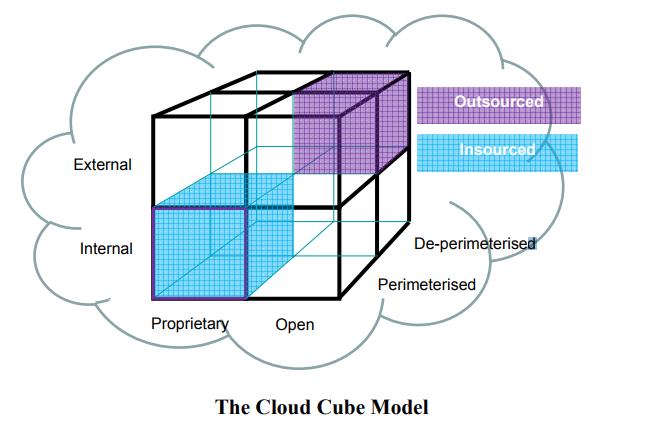 Outsourced
Insourced
External
Internal
De-perimeterised
Perimeterised
Proprietary
Open
The Cloud Cube Model